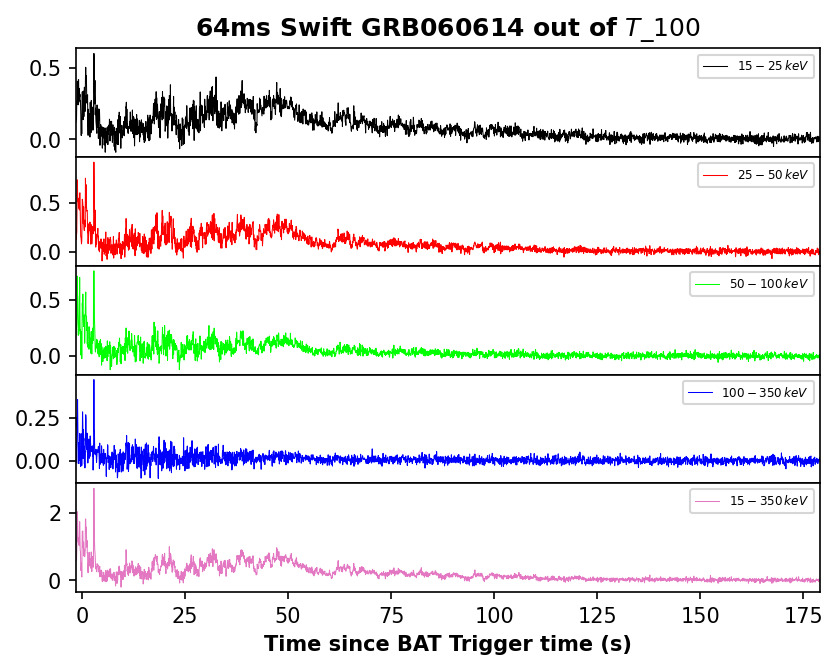 64ms Swift GRB060614 out of T_100
0.5
0.0
15 − 25 keV
0.5
0.0
25 − 50 keV
0.5
0.0
50 − 100 keV
0.25
0.00
100 − 350 keV
2
0
15 − 350 keV
0 25 50 75 100 125 150 175
Time since BAT Trigger time (s)